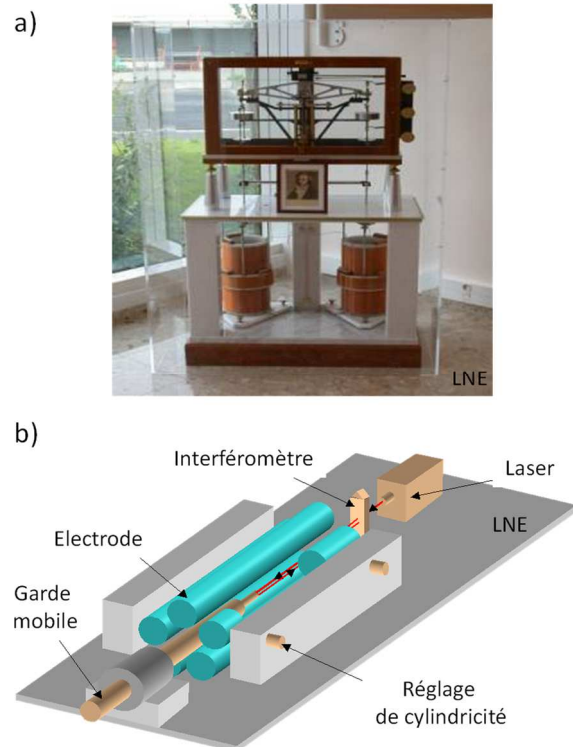 a)
LNE
b)
Interféromètre
Laser
LNE
Electrode
Garde
mobile
Réglage
de cylindricité